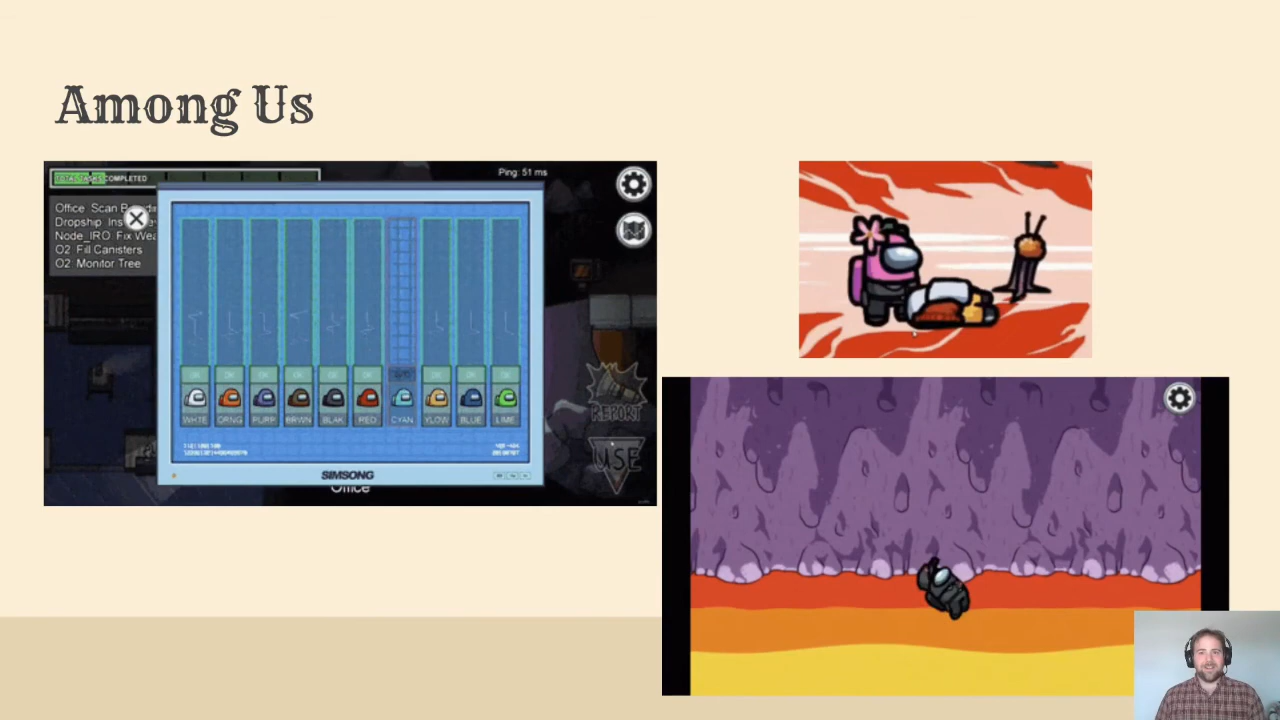 Among Us
TOTAL TASKS COMPLETED
Ping: 51 ms
Office Scan
Dropship Ins
Node_IRO Fix Wea
O2 Fill Canisters
O2 Monitor Tree
WHTE ORNG PURP BRWN BLAK RED CYAN YLOW BLUE LIME
REPORT
USE
SIMSONG
Office